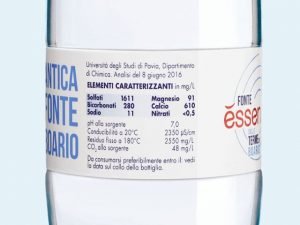 Università degli Studi di Pavia, Dipartimento
di Chimica. Analisi del 8 giugno 2016
ELEMENTI CARATTERIZZANTI in mg/L
Solfati 1611 Magnesio 91
Bicarbonati 280 Calcio 610
Sodio 11 Nitrati <0,5
pH alla sorgente 7,0
Conducibilità a 20°C 2350 μS/cm
Residuo fisso a 180°C 2550 mg/L
CO₂ alla sorgente 48 mg/L
Da consumarsi preferibilmente entro il: vedi
la data sul collo della bottiglia.
ANTICA
FONTE
BOARIO
FONTE
essen
TERME